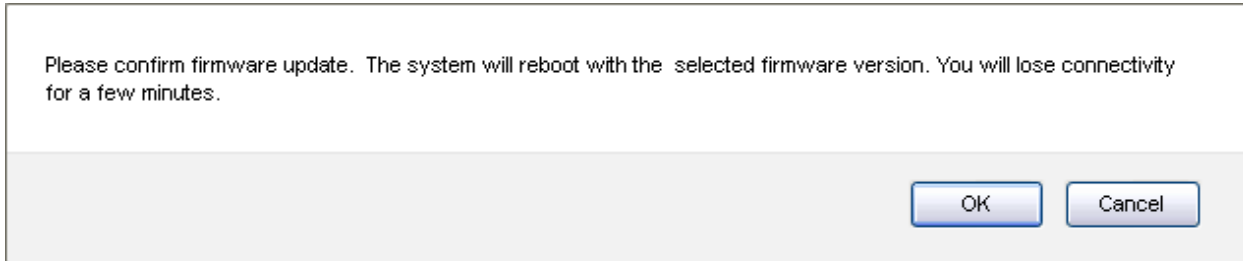 Please confirm firmware update.  The system will reboot with the  selected firmware version. You will lose connectivity
for a few minutes.
OK
Cancel